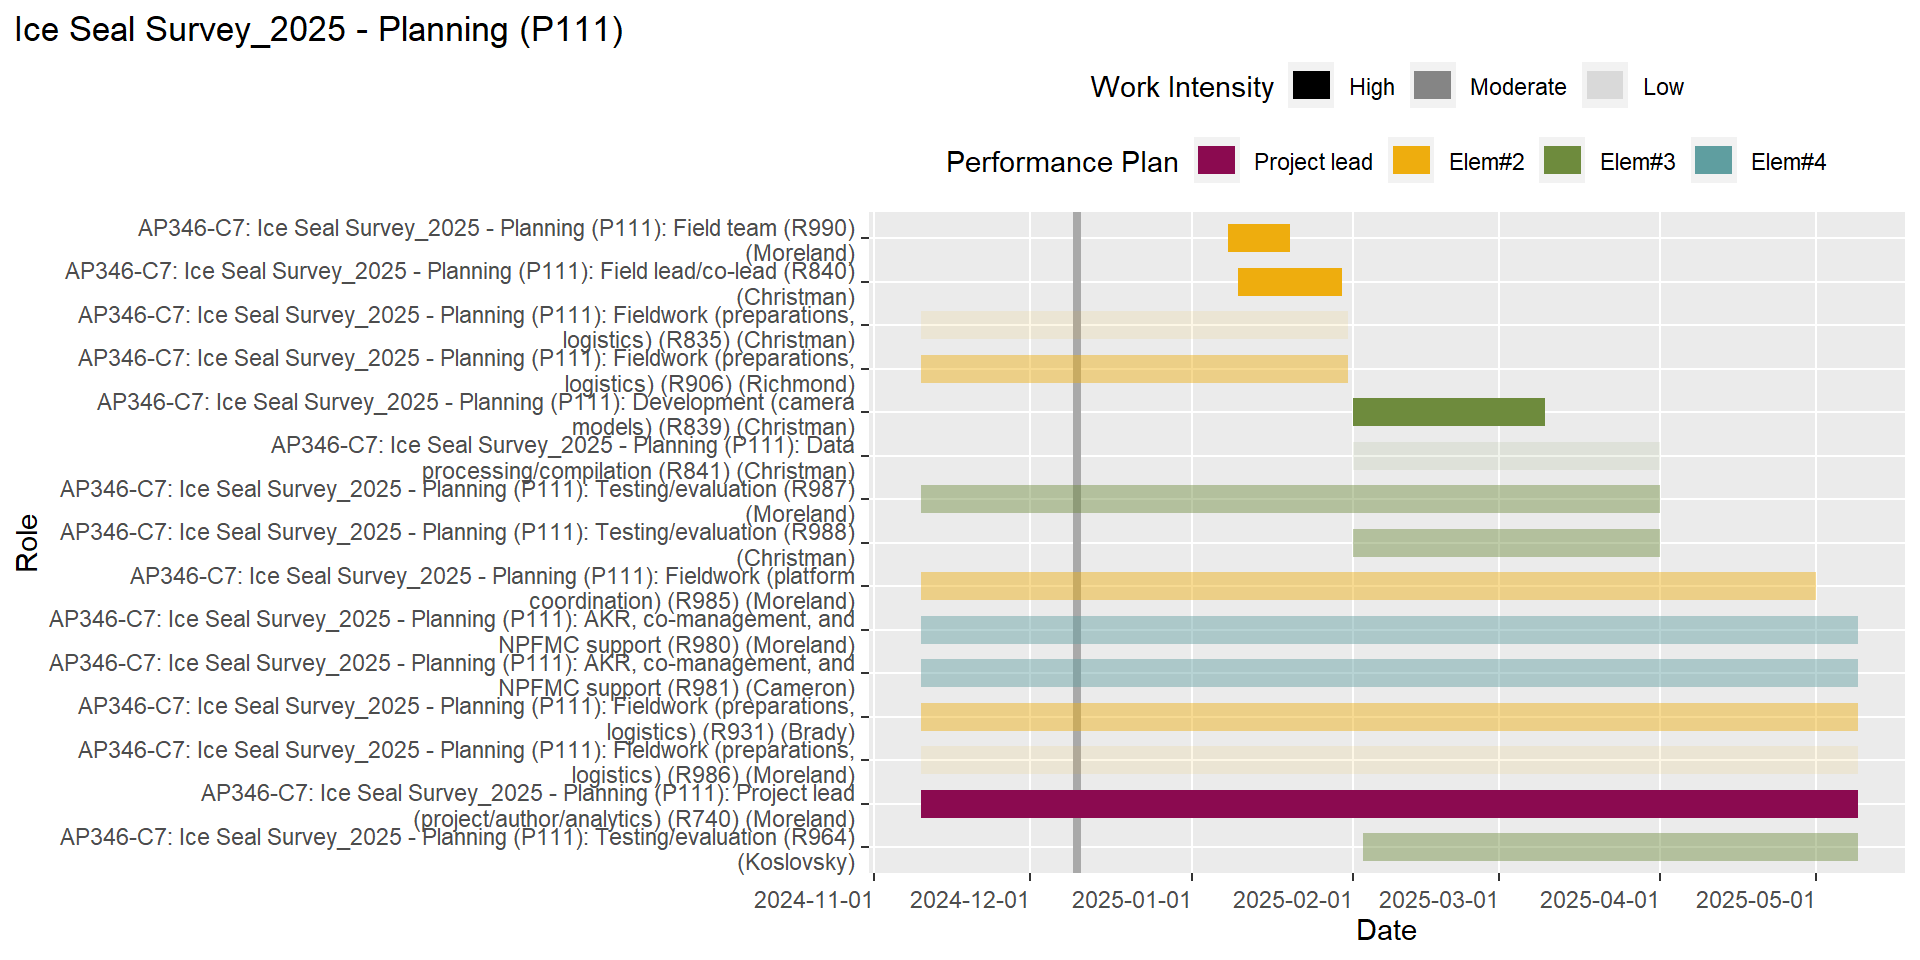 Ice Seal Survey_2025 - Planning (P111)
Work Intensity High Moderate Low
Performance Plan Project lead Elem#2 Elem#3 Elem#4
AP346-C7: Ice Seal Survey_2025 - Planning (P111): Field team (R990)
(Moreland)
AP346-C7: Ice Seal Survey_2025 - Planning (P111): Field lead/co-lead (R840)
(Christman)
AP346-C7: Ice Seal Survey_2025 - Planning (P111): Fieldwork (preparations,
logistics) (R835) (Christman)
AP346-C7: Ice Seal Survey_2025 - Planning (P111): Fieldwork (preparations,
logistics) (R906) (Richmond)
AP346-C7: Ice Seal Survey_2025 - Planning (P111): Development (camera
models) (R839) (Christman)
AP346-C7: Ice Seal Survey_2025 - Planning (P111): Data
processing/compilation (R841) (Christman)
AP346-C7: Ice Seal Survey_2025 - Planning (P111): Testing/evaluation (R987)
(Moreland)
AP346-C7: Ice Seal Survey_2025 - Planning (P111): Testing/evaluation (R988)
(Christman)
AP346-C7: Ice Seal Survey_2025 - Planning (P111): Fieldwork (platform
coordination) (R985) (Moreland)
AP346-C7: Ice Seal Survey_2025 - Planning (P111): AKR, co-management, and
NPFMC support (R980) (Moreland)
AP346-C7: Ice Seal Survey_2025 - Planning (P111): AKR, co-management, and
NPFMC support (R981) (Cameron)
AP346-C7: Ice Seal Survey_2025 - Planning (P111): Fieldwork (preparations,
logistics) (R931) (Brady)
AP346-C7: Ice Seal Survey_2025 - Planning (P111): Fieldwork (preparations,
logistics) (R986) (Moreland)
AP346-C7: Ice Seal Survey_2025 - Planning (P111): Project lead
(project/author/analytics) (R740) (Moreland)
AP346-C7: Ice Seal Survey_2025 - Planning (P111): Testing/evaluation (R964)
(Koslovsky)
Role
2024-11-01 2024-12-01 2025-01-01 2025-02-01 2025-03-01 2025-04-01 2025-05-01
Date